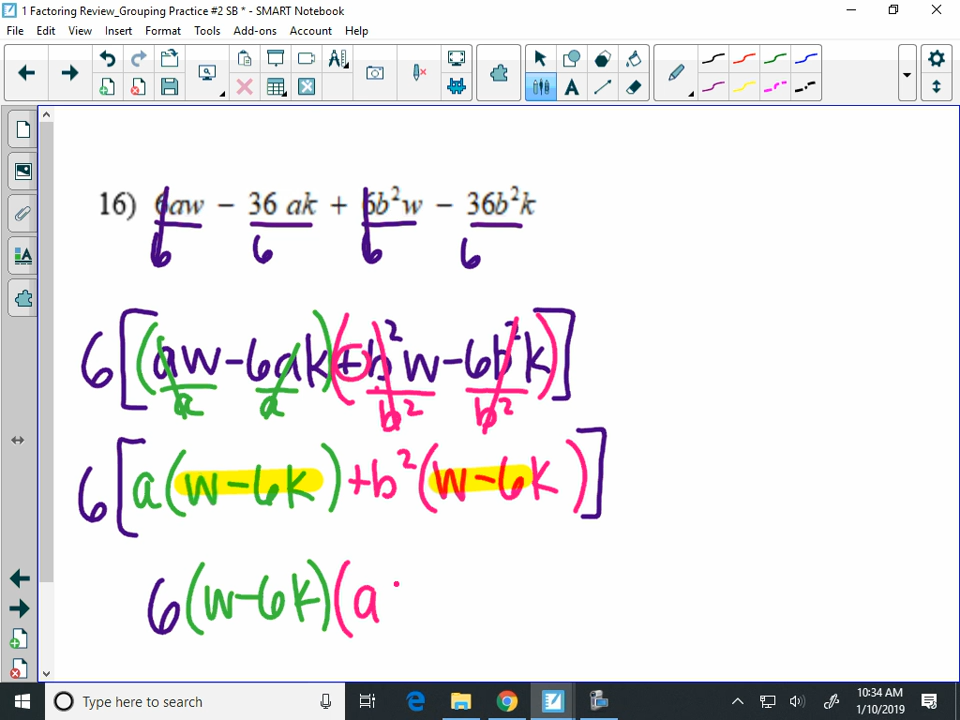 1 Factoring Review_Grouping Practice #2 SB * - SMART Notebook
File Edit View Insert Format Tools Add-ons Account Help
16) 6aw − 36 ak + 6b²w − 36b²k
6 6 6 6
6[(aw−6ak)(+b²w−6b²k)]
a a b² b²
6[a(w−6k)+b²(w−6k)]
6(w−6k)(a
Type here to search
10:34 AM
1/10/2019